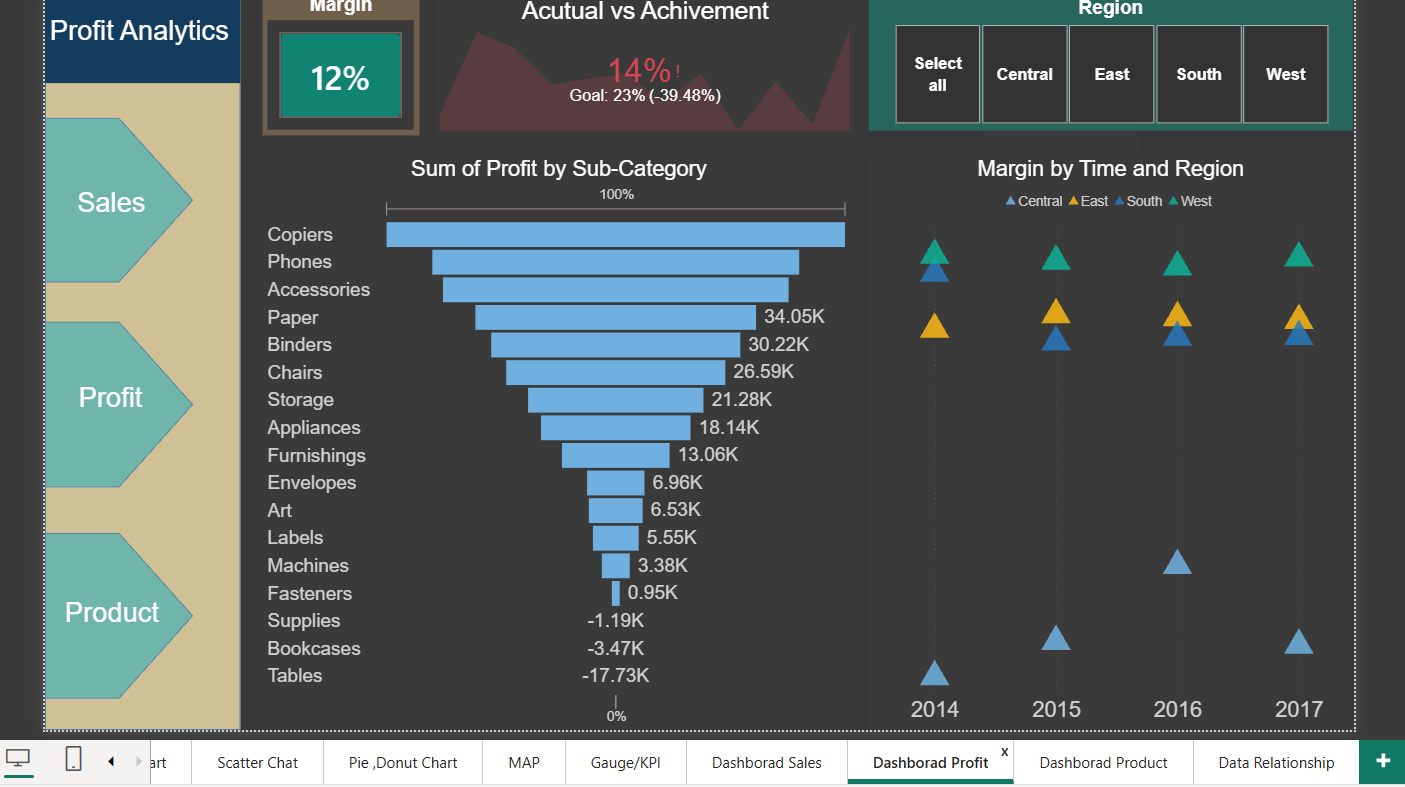 Profit Analytics
Sales
Profit
Product
Margin
12%
Acutual vs Achivement
14%!
Goal: 23% (-39.48%)
Region
Select
all
Central
East
South
West
Sum of Profit by Sub-Category
100%
Copiers
Phones
Accessories
Paper 34.05K
Binders 30.22K
Chairs 26.59K
Storage 21.28K
Appliances 18.14K
Furnishings 13.06K
Envelopes 6.96K
Art 6.53K
Labels 5.55K
Machines 3.38K
Fasteners 0.95K
Supplies -1.19K
Bookcases -3.47K
Tables -17.73K
0%
Margin by Time and Region
Central East South West
2014 2015 2016 2017
art
Scatter Chat
Pie ,Donut Chart
MAP
Gauge/KPI
Dashborad Sales
Dashborad Profit
x
Dashborad Product
Data Relationship
+